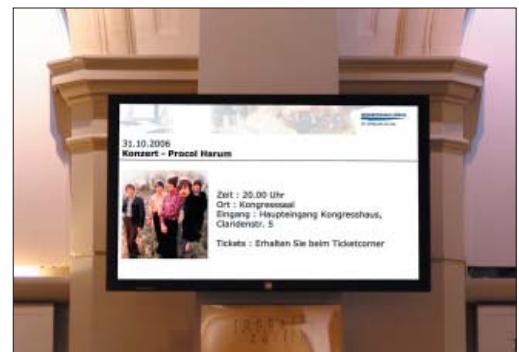 31.10.2006
Konzert - Procol Harum
Zeit : 20.00 Uhr
Ort : Kongresssaal
Eingang : Haupteingang Kongresshaus,
Claridenstr. 5
Tickets : Erhalten Sie beim Ticketcorner